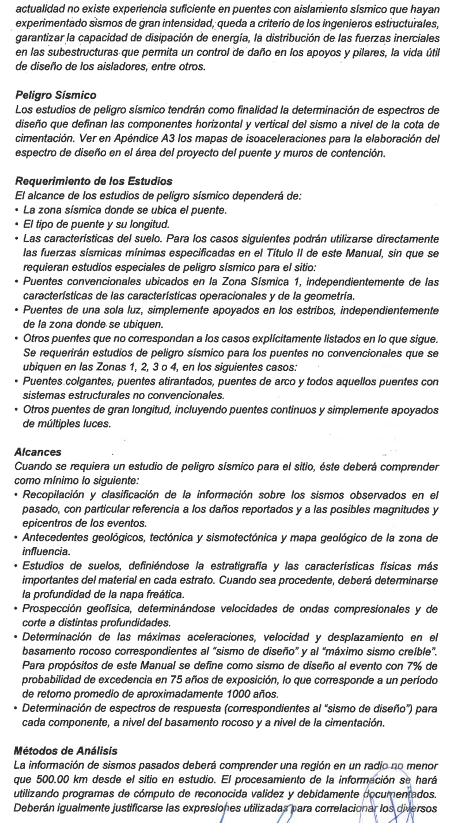 actualidad no existe experiencia suficiente en puentes con aislamiento sísmico que hayan
experimentado sismos de gran intensidad, queda a criterio de los ingenieros estructurales,
garantizar la capacidad de disipación de energía, la distribución de las fuerzas inerciales
en las subestructuras que permita un control de daño en los apoyos y pilares, la vida útil
de diseño de los aisladores, entre otros.
Peligro Sísmico
Los estudios de peligro sísmico tendrán como finalidad la determinación de espectros de
diseño que definan las componentes horizontal y vertical del sismo a nivel de la cota de
cimentación. Ver en Apéndice A3 los mapas de isoaceleraciones para la elaboración del
espectro de diseño en el área del proyecto del puente y muros de contención.
Requerimiento de los Estudios
El alcance de los estudios de peligro sísmico dependerá de:
• La zona sísmica donde se ubica el puente.
• El tipo de puente y su longitud.
• Las características del suelo. Para los casos siguientes podrán utilizarse directamente
las fuerzas sísmicas mínimas especificadas en el Título II de este Manual, sin que se
requieran estudios especiales de peligro sísmico para el sitio:
• Puentes convencionales ubicados en la Zona Sísmica 1, independientemente de las
características de las características operacionales y de la geometría.
• Puentes de una sola luz, simplemente apoyados en los estribos, independientemente
de la zona donde se ubiquen.
• Otros puentes que no correspondan a los casos explícitamente listados en lo que sigue.
Se requerirán estudios de peligro sísmico para los puentes no convencionales que se
ubiquen en las Zonas 1, 2, 3 o 4, en los siguientes casos:
• Puentes colgantes, puentes atirantados, puentes de arco y todos aquellos puentes con
sistemas estructurales no convencionales.
• Otros puentes de gran longitud, incluyendo puentes continuos y simplemente apoyados
de múltiples luces.
Alcances
Cuando se requiera un estudio de peligro sísmico para el sitio, éste deberá comprender
como mínimo lo siguiente:
• Recopilación y clasificación de la información sobre los sismos observados en el
pasado, con particular referencia a los daños reportados y a las posibles magnitudes y
epicentros de los eventos.
• Antecedentes geológicos, tectónica y sismotectónica y mapa geológico de la zona de
influencia.
• Estudios de suelos, definiéndose la estratigrafía y las características físicas más
importantes del material en cada estrato. Cuando sea procedente, deberá determinarse
la profundidad de la napa freática.
• Prospección geofísica, determinándose velocidades de ondas compresionales y de
corte a distintas profundidades.
• Determinación de las máximas aceleraciones, velocidad y desplazamiento en el
basamento rocoso correspondientes al "sismo de diseño" y al "máximo sismo creíble".
Para propósitos de este Manual se define como sismo de diseño al evento con 7% de
probabilidad de excedencia en 75 años de exposición, lo que corresponde a un período
de retorno promedio de aproximadamente 1000 años.
• Determinación de espectros de respuesta (correspondientes al "sismo de diseño") para
cada componente, a nivel del basamento rocoso y a nivel de la cimentación.
Métodos de Análisis
La información de sismos pasados deberá comprender una región en un radio no menor
que 500.00 km desde el sitio en estudio. El procesamiento de la información se hará
utilizando programas de cómputo de reconocida validez y debidamente documentados.
Deberán igualmente justificarse las expresiones utilizadas para correlacionar los diversos